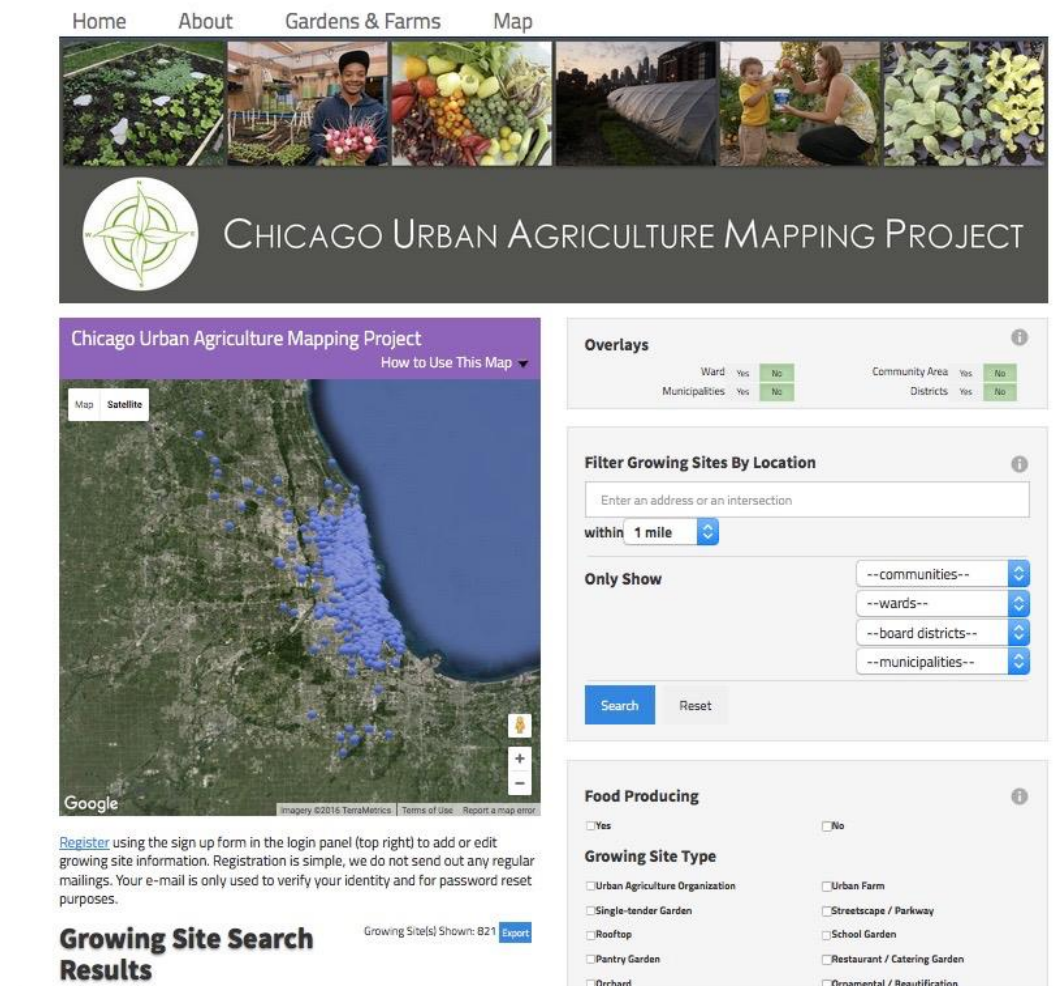 Home About Gardens & Farms Map
N
W E
S
CHICAGO URBAN AGRICULTURE MAPPING PROJECT
Chicago Urban Agriculture Mapping Project
How to Use This Map
Map Satellite
Google
Imagery ©2016 TerraMetrics Terms of Use Report a map error
Register using the sign up form in the login panel (top right) to add or edit
growing site information. Registration is simple, we do not send out any regular
mailings. Your e-mail is only used to verify your identity and for password reset
purposes.
Growing Site Search
Results
Growing Site(s) Shown: 821 Export
Overlays
Ward Yes No Community Area Yes No
Municipalities Yes No Districts Yes No
Filter Growing Sites By Location
Enter an address or an intersection
within 1 mile
Only Show
--communities--
--wards--
--board districts--
--municipalities--
Search Reset
Food Producing
Yes No
Growing Site Type
Urban Agriculture Organization Urban Farm
Single-tender Garden Streetscape / Parkway
Rooftop School Garden
Pantry Garden Restaurant / Catering Garden
Orchard Ornamental / Beautification